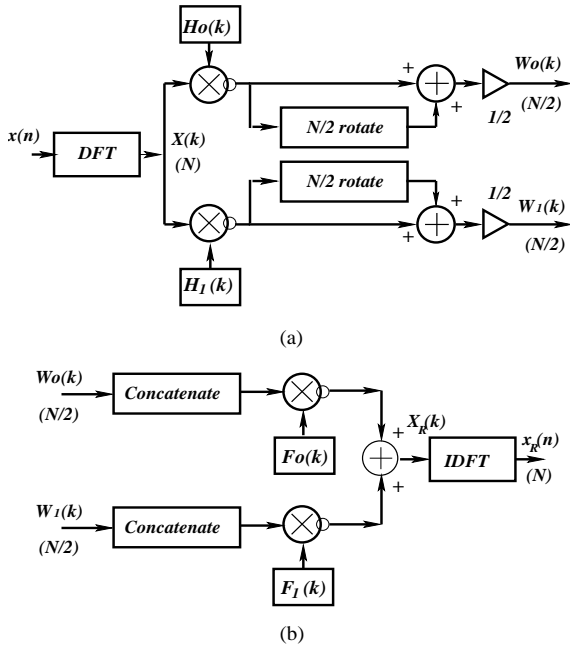 Ho(k)
Wo(k)
+
+
(N/2)
1/2
N/2 rotate
x(n)
DFT
X(k)
(N)
N/2 rotate
1/2
W1(k)
+
+
(N/2)
H1(k)
(a)
Wo(k)
Concatenate
(N/2)
Fo(k)
+
XR(k)
xR(n)
IDFT
(N)
+
W1(k)
Concatenate
(N/2)
F1(k)
(b)